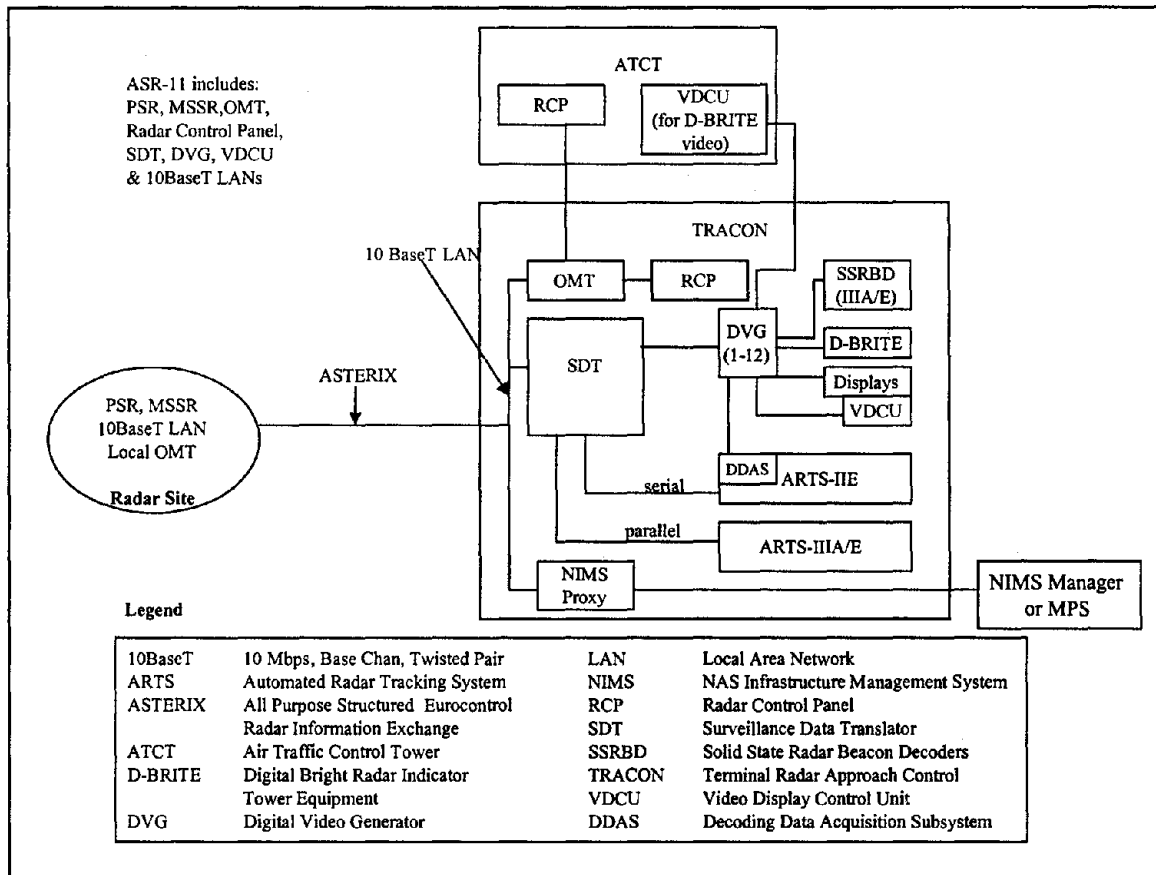 ASR-11 includes:
PSR, MSSR,OMT,
Radar Control Panel,
SDT, DVG, VDCU
& 10BaseT LANs
ATCT
RCP
VDCU
(for D-BRITE
video)
TRACON
10 BaseT LAN
OMT
RCP
SSRBD
(IIIA/E)
DVG
(1-12)
D-BRITE
SDT
Displays
VDCU
ASTERIX
PSR, MSSR
10BaseT LAN
Local OMT
Radar Site
DDAS
ARTS-IIE
serial
parallel
ARTS-IIIA/E
NIMS
Proxy
NIMS Manager
or MPS
Legend
10BaseT 10 Mbps, Base Chan, Twisted Pair LAN Local Area Network
ARTS Automated Radar Tracking System NIMS NAS Infrastructure Management System
ASTERIX All Purpose Structured Eurocontrol RCP Radar Control Panel
Radar Information Exchange SDT Surveillance Data Translator
ATCT Air Traffic Control Tower SSRBD Solid State Radar Beacon Decoders
D-BRITE Digital Bright Radar Indicator TRACON Terminal Radar Approach Control
Tower Equipment VDCU Video Display Control Unit
DVG Digital Video Generator DDAS Decoding Data Acquisition Subsystem